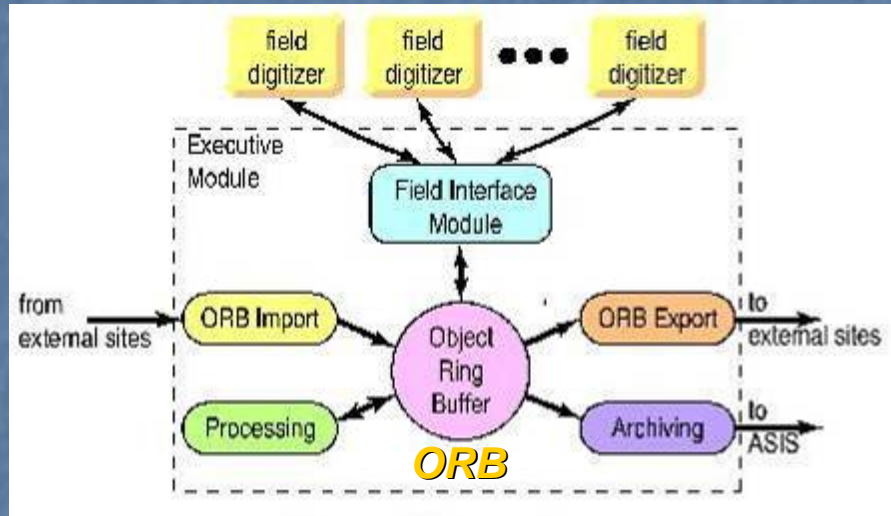 field
digitizer
field
digitizer
field
digitizer
Executive
Module
Field Interface
Module
from
external sites
ORB Import
Object
Ring
Buffer
ORB Export
to
external sites
Processing
Archiving
to
ASIS
ORB